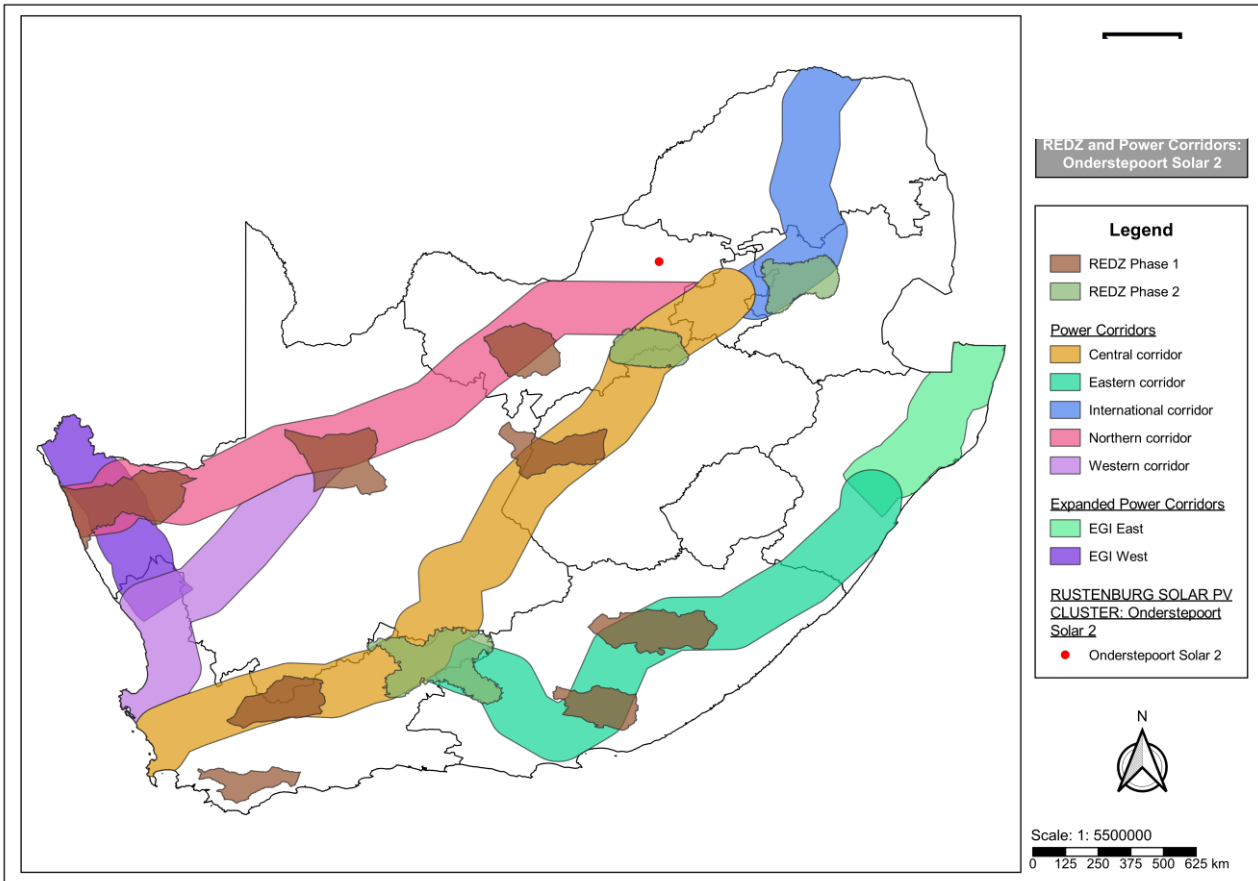 REDZ and Power Corridors:
Onderstepoort Solar 2
Legend
REDZ Phase 1
REDZ Phase 2
Power Corridors
Central corridor
Eastern corridor
International corridor
Northern corridor
Western corridor
Expanded Power Corridors
EGI East
EGI West
RUSTENBURG SOLAR PV
CLUSTER: Onderstepoort
Solar 2
Onderstepoort Solar 2
N
Scale: 1: 5500000
0 125 250 375 500 625 km